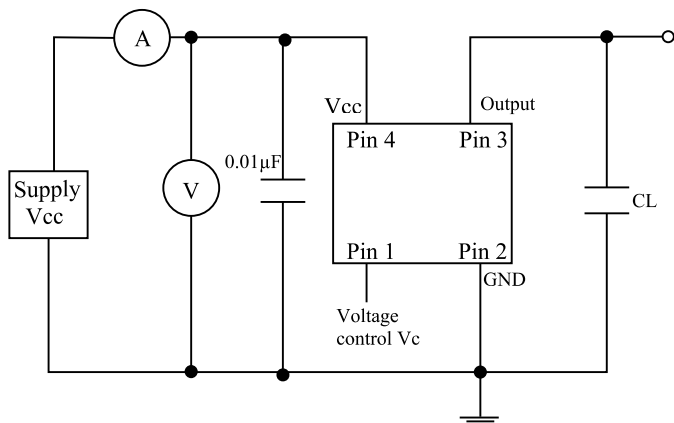 A
Vcc
Output
Pin 4
Pin 3
0.01µF
Supply
Vcc
V
CL
Pin 1
Pin 2
GND
Voltage
control Vc